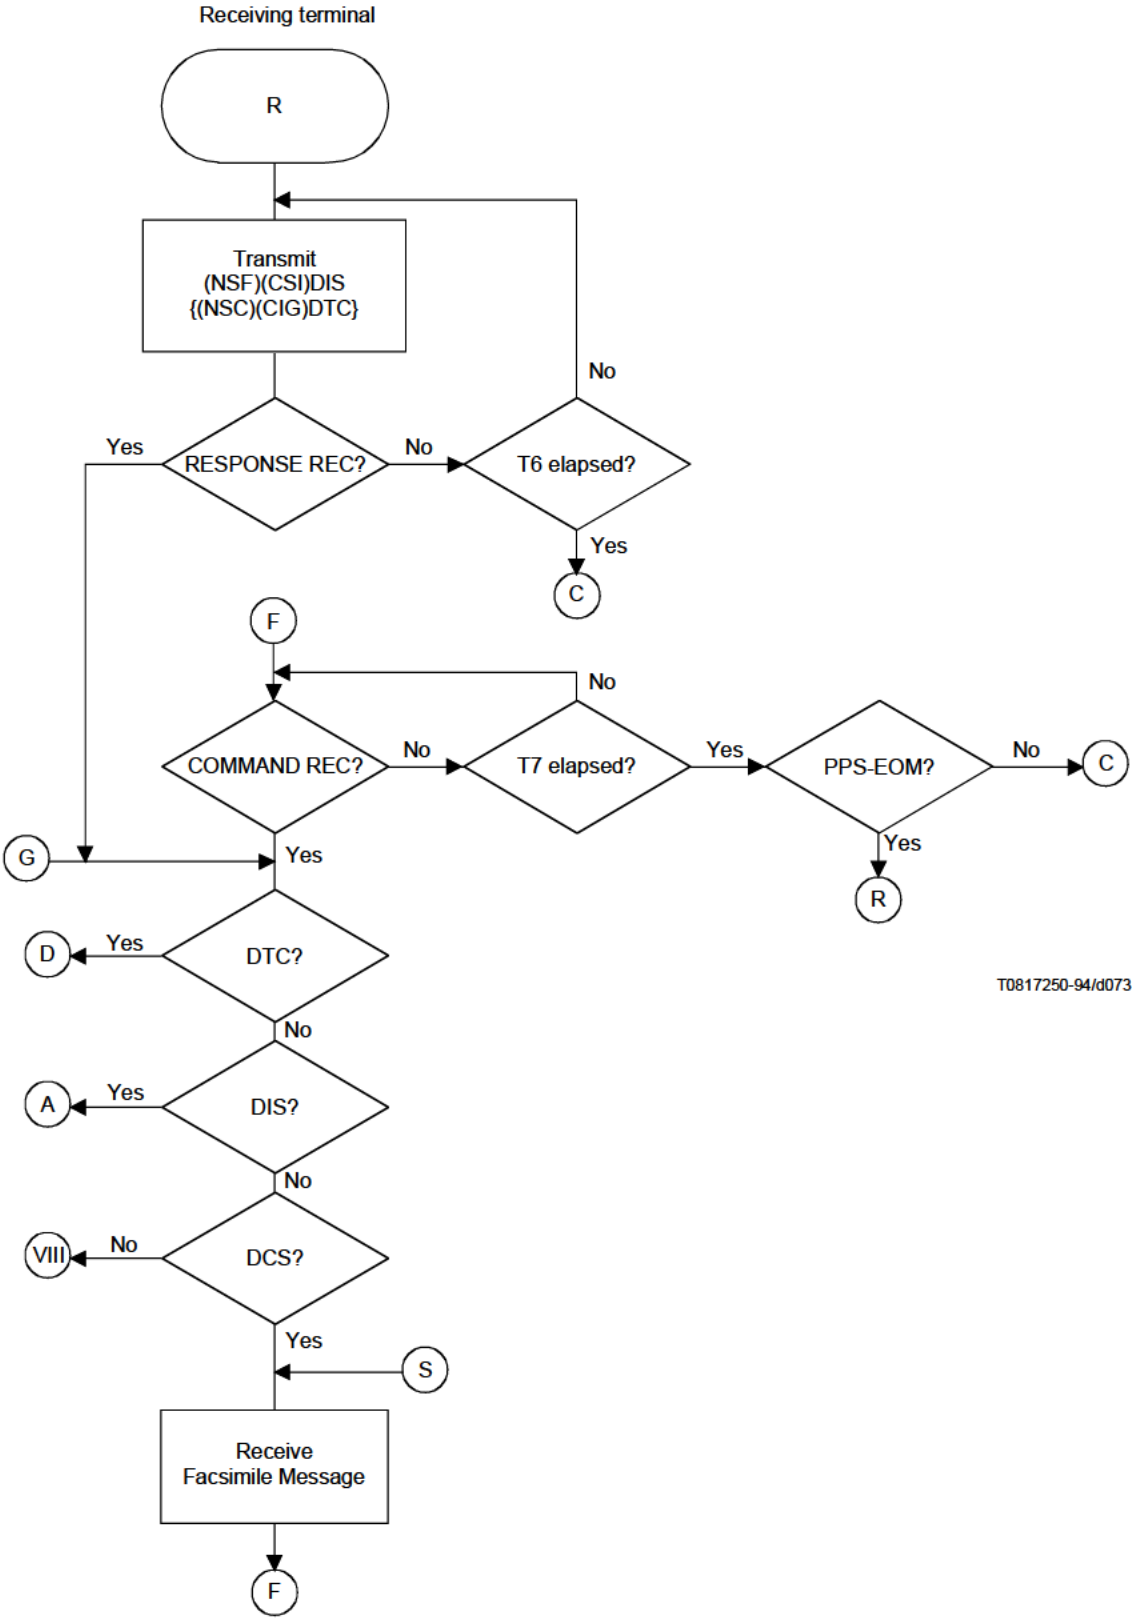 Receiving terminal
R
Transmit
(NSF)(CSI)DIS
{(NSC)(CIG)DTC}
No
Yes
RESPONSE REC?
No
T6 elapsed?
Yes
C
F
No
COMMAND REC?
No
T7 elapsed?
Yes
PPS-EOM?
No
C
G
Yes
Yes
R
D
Yes
DTC?
T0817250-94/d073
No
A
Yes
DIS?
No
VIII
No
DCS?
Yes
S
Receive
Facsimile Message
F